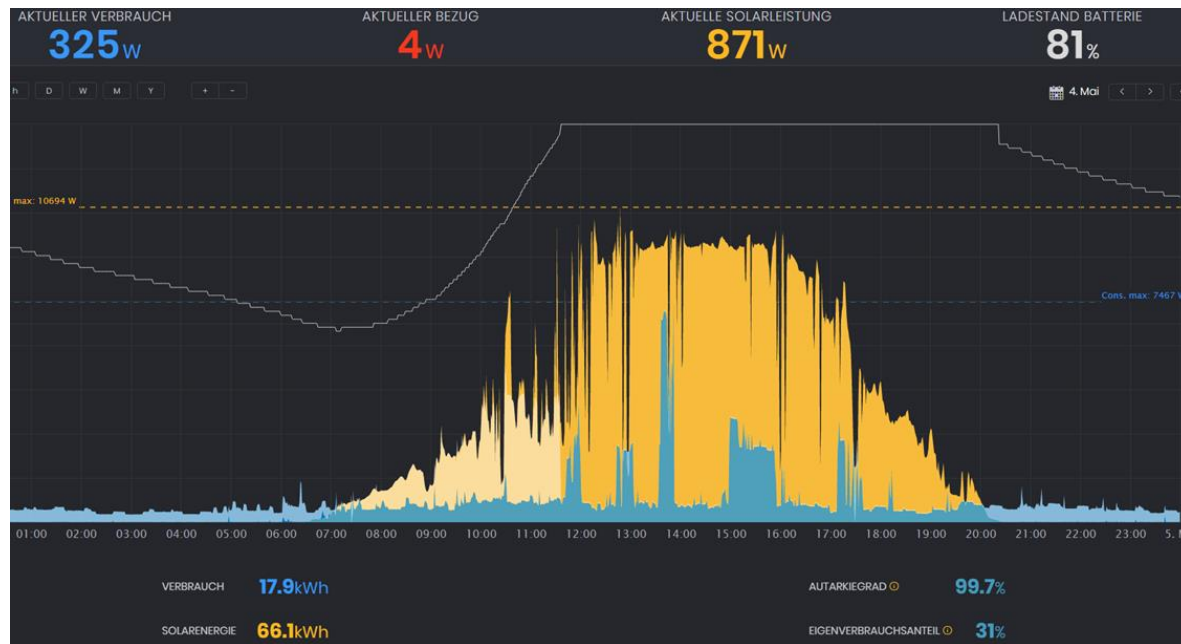 AKTUELLER VERBRAUCH AKTUELLER BEZUG AKTUELLE SOLARLEISTUNG LADESTAND BATTERIE
325W 4W 871W 81%
h D W M Y + - 4. Mai < >
max: 10694 W
Cons. max: 7467 W
01:00 02:00 03:00 04:00 05:00 06:00 07:00 08:00 09:00 10:00 11:00 12:00 13:00 14:00 15:00 16:00 17:00 18:00 19:00 20:00 21:00 22:00 23:00 5.
VERBRAUCH 17.9kWh AUTARKIEGRAD 99.7%
SOLARENERGIE 66.1kWh EIGENVERBRAUCHSANTEIL 31%